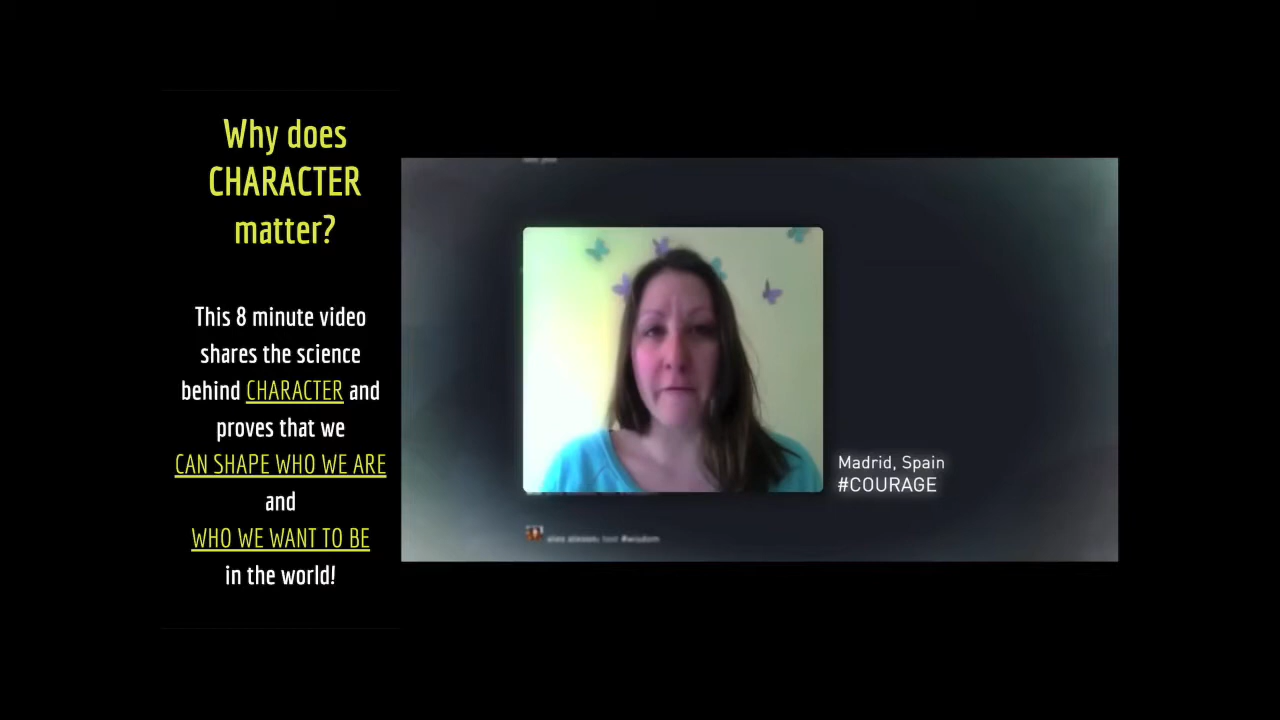 Why does
CHARACTER
matter?
This 8 minute video
shares the science
behind CHARACTER and
proves that we
CAN SHAPE WHO WE ARE
and
WHO WE WANT TO BE
in the world!
Madrid, Spain
#COURAGE
#wisdom